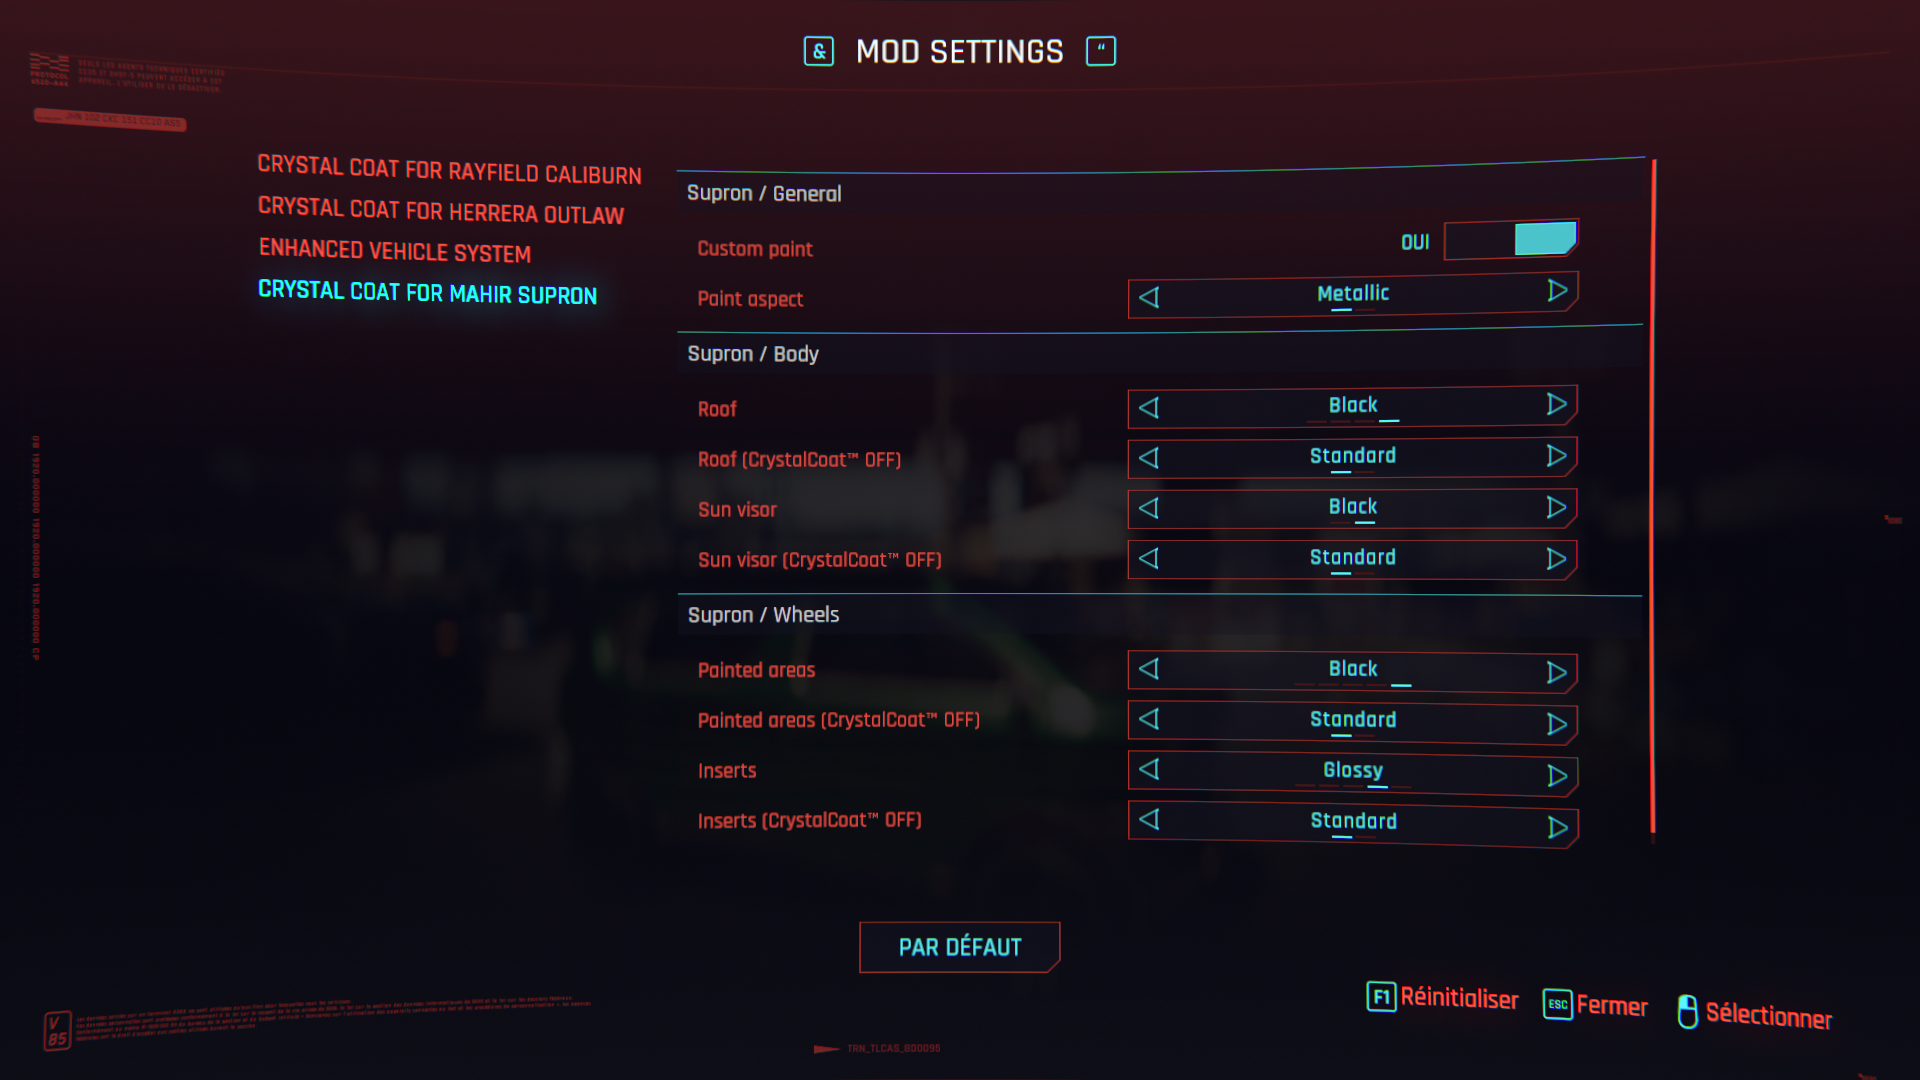 & MOD SETTINGS “
PROTOCOL
CRYSTAL COAT FOR RAYFIELD CALIBURN
CRYSTAL COAT FOR HERRERA OUTLAW
ENHANCED VEHICLE SYSTEM
CRYSTAL COAT FOR MAHIR SUPRON
Supron / General
Custom paint OUI
Paint aspect Metallic
Supron / Body
Roof Black
Roof (CrystalCoat™ OFF) Standard
Sun visor Black
Sun visor (CrystalCoat™ OFF) Standard
Supron / Wheels
Painted areas Black
Painted areas (CrystalCoat™ OFF) Standard
Inserts Glossy
Inserts (CrystalCoat™ OFF) Standard
PAR DÉFAUT
F1 Réinitialiser ESC Fermer Sélectionner
V
85
TRN_TLCAS_800095